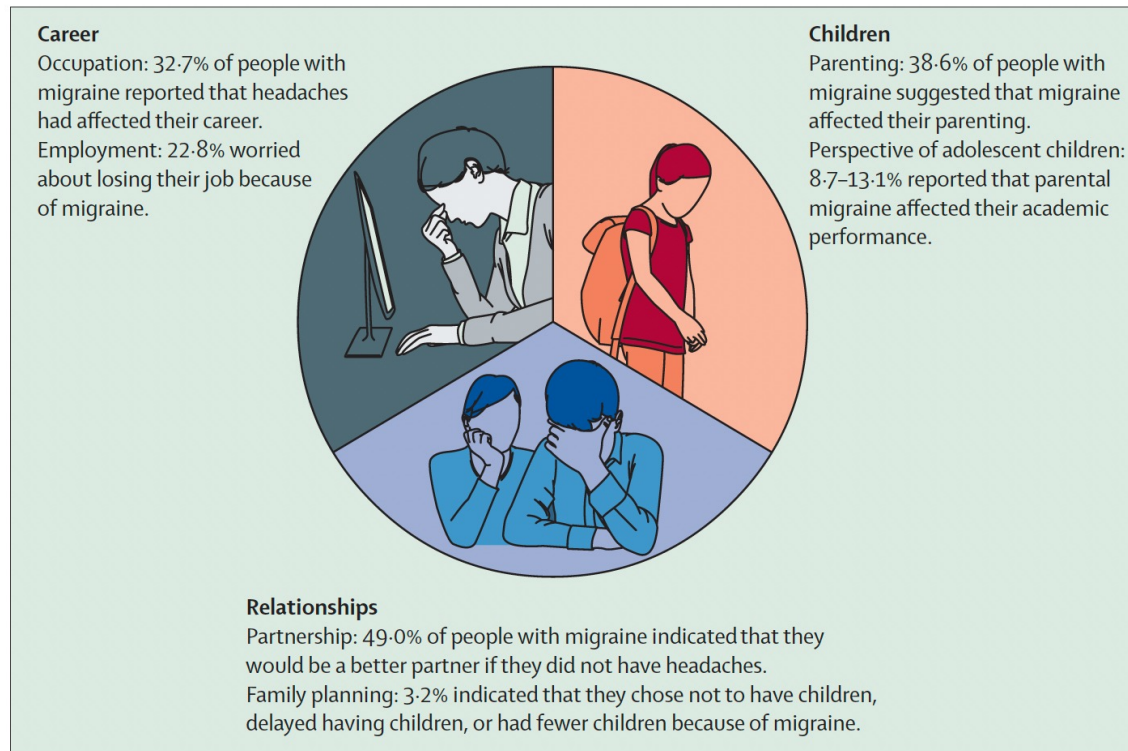 Career
Occupation: 32·7% of people with
migraine reported that headaches
had affected their career.
Employment: 22·8% worried
about losing their job because
of migraine.
Children
Parenting: 38·6% of people with
migraine suggested that migraine
affected their parenting.
Perspective of adolescent children:
8·7–13·1% reported that parental
migraine affected their academic
performance.
Relationships
Partnership: 49·0% of people with migraine indicated that they
would be a better partner if they did not have headaches.
Family planning: 3·2% indicated that they chose not to have children,
delayed having children, or had fewer children because of migraine.